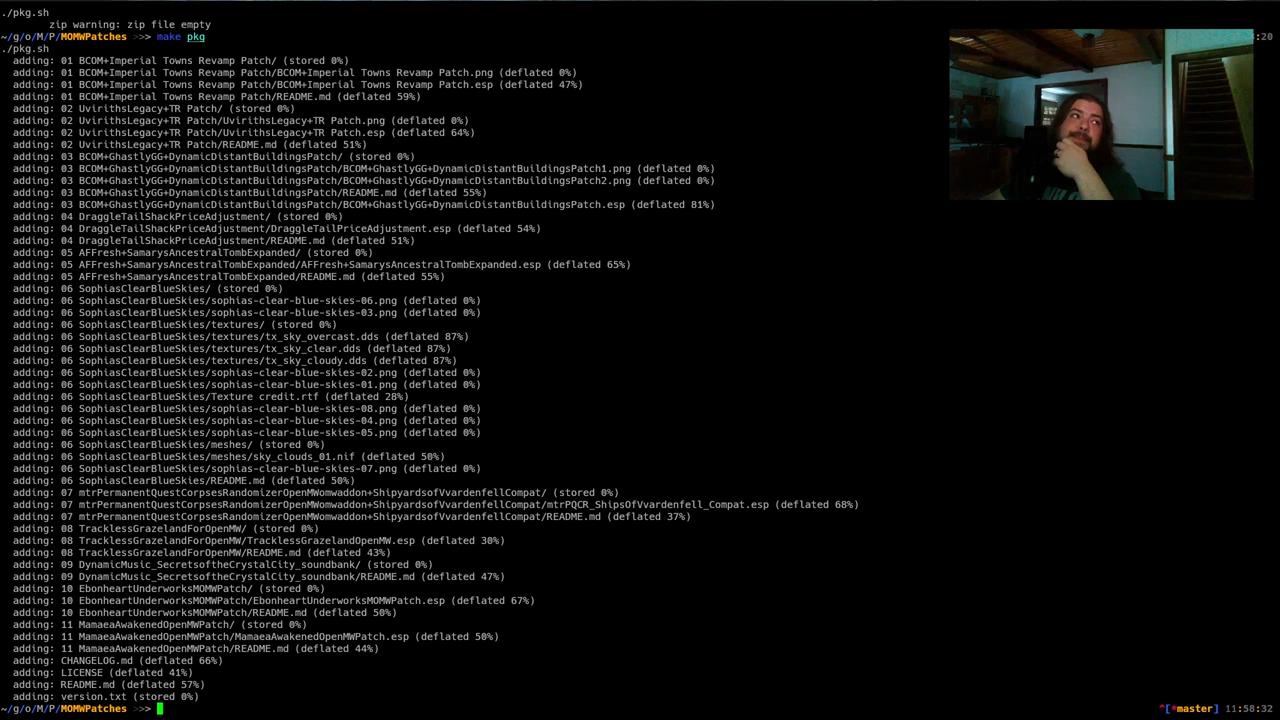 ./pkg.sh
zip warning: zip file empty
~/g/o/M/P/MOMWPatches >>> make pkg
./pkg.sh
adding: 01 BCOM+Imperial Towns Revamp Patch/ (stored 0%)
adding: 01 BCOM+Imperial Towns Revamp Patch/BCOM+Imperial Towns Revamp Patch.png (deflated 0%)
adding: 01 BCOM+Imperial Towns Revamp Patch/BCOM+Imperial Towns Revamp Patch.esp (deflated 47%)
adding: 01 BCOM+Imperial Towns Revamp Patch/README.md (deflated 59%)
adding: 02 UvirithsLegacy+TR Patch/ (stored 0%)
adding: 02 UvirithsLegacy+TR Patch/UvirithsLegacy+TR Patch.png (deflated 0%)
adding: 02 UvirithsLegacy+TR Patch/UvirithsLegacy+TR Patch.esp (deflated 64%)
adding: 02 UvirithsLegacy+TR Patch/README.md (deflated 51%)
adding: 03 BCOM+GhastlyGG+DynamicDistantBuildingsPatch/ (stored 0%)
adding: 03 BCOM+GhastlyGG+DynamicDistantBuildingsPatch/BCOM+GhastlyGG+DynamicDistantBuildingsPatch1.png (deflated 0%)
adding: 03 BCOM+GhastlyGG+DynamicDistantBuildingsPatch/BCOM+GhastlyGG+DynamicDistantBuildingsPatch2.png (deflated 0%)
adding: 03 BCOM+GhastlyGG+DynamicDistantBuildingsPatch/README.md (deflated 55%)
adding: 03 BCOM+GhastlyGG+DynamicDistantBuildingsPatch/BCOM+GhastlyGG+DynamicDistantBuildingsPatch.esp (deflated 81%)
adding: 04 DraggleTailShackPriceAdjustment/ (stored 0%)
adding: 04 DraggleTailShackPriceAdjustment/DraggleTailPriceAdjustment.esp (deflated 54%)
adding: 04 DraggleTailShackPriceAdjustment/README.md (deflated 51%)
adding: 05 AFFresh+SamarysAncestralTombExpanded/ (stored 0%)
adding: 05 AFFresh+SamarysAncestralTombExpanded/AFFresh+SamarysAncestralTombExpanded.esp (deflated 65%)
adding: 05 AFFresh+SamarysAncestralTombExpanded/README.md (deflated 55%)
adding: 06 SophiasClearBlueSkies/ (stored 0%)
adding: 06 SophiasClearBlueSkies/sophias-clear-blue-skies-06.png (deflated 0%)
adding: 06 SophiasClearBlueSkies/sophias-clear-blue-skies-03.png (deflated 0%)
adding: 06 SophiasClearBlueSkies/textures/ (stored 0%)
adding: 06 SophiasClearBlueSkies/textures/tx_sky_overcast.dds (deflated 87%)
adding: 06 SophiasClearBlueSkies/textures/tx_sky_clear.dds (deflated 87%)
adding: 06 SophiasClearBlueSkies/textures/tx_sky_cloudy.dds (deflated 87%)
adding: 06 SophiasClearBlueSkies/sophias-clear-blue-skies-02.png (deflated 0%)
adding: 06 SophiasClearBlueSkies/sophias-clear-blue-skies-01.png (deflated 0%)
adding: 06 SophiasClearBlueSkies/Texture credit.rtf (deflated 28%)
adding: 06 SophiasClearBlueSkies/sophias-clear-blue-skies-08.png (deflated 0%)
adding: 06 SophiasClearBlueSkies/sophias-clear-blue-skies-04.png (deflated 0%)
adding: 06 SophiasClearBlueSkies/sophias-clear-blue-skies-05.png (deflated 0%)
adding: 06 SophiasClearBlueSkies/meshes/ (stored 0%)
adding: 06 SophiasClearBlueSkies/meshes/sky_clouds_01.nif (deflated 50%)
adding: 06 SophiasClearBlueSkies/sophias-clear-blue-skies-07.png (deflated 0%)
adding: 06 SophiasClearBlueSkies/README.md (deflated 50%)
adding: 07 mtrPermanentQuestCorpsesRandomizerOpenMWomwaddon+ShipyardsofVvardenfellCompat/ (stored 0%)
adding: 07 mtrPermanentQuestCorpsesRandomizerOpenMWomwaddon+ShipyardsofVvardenfellCompat/mtrPQCR_ShipsOfVvardenfell_Compat.esp (deflated 68%)
adding: 07 mtrPermanentQuestCorpsesRandomizerOpenMWomwaddon+ShipyardsofVvardenfellCompat/README.md (deflated 37%)
adding: 08 TracklessGrazelandForOpenMW/ (stored 0%)
adding: 08 TracklessGrazelandForOpenMW/TracklessGrazelandOpenMW.esp (deflated 30%)
adding: 08 TracklessGrazelandForOpenMW/README.md (deflated 43%)
adding: 09 DynamicMusic_SecretsoftheCrystalCity_soundbank/ (stored 0%)
adding: 09 DynamicMusic_SecretsoftheCrystalCity_soundbank/README.md (deflated 47%)
adding: 10 EbonheartUnderworksMOMWPatch/ (stored 0%)
adding: 10 EbonheartUnderworksMOMWPatch/EbonheartUnderworksMOMWPatch.esp (deflated 67%)
adding: 10 EbonheartUnderworksMOMWPatch/README.md (deflated 50%)
adding: 11 MamaeaAwakenedOpenMWPatch/ (stored 0%)
adding: 11 MamaeaAwakenedOpenMWPatch/MamaeaAwakenedOpenMWPatch.esp (deflated 50%)
adding: 11 MamaeaAwakenedOpenMWPatch/README.md (deflated 44%)
adding: CHANGELOG.md (deflated 66%)
adding: LICENSE (deflated 41%)
adding: README.md (deflated 57%)
adding: version.txt (stored 0%)
~/g/o/M/P/MOMWPatches >>>
^[*master] 11:58:32